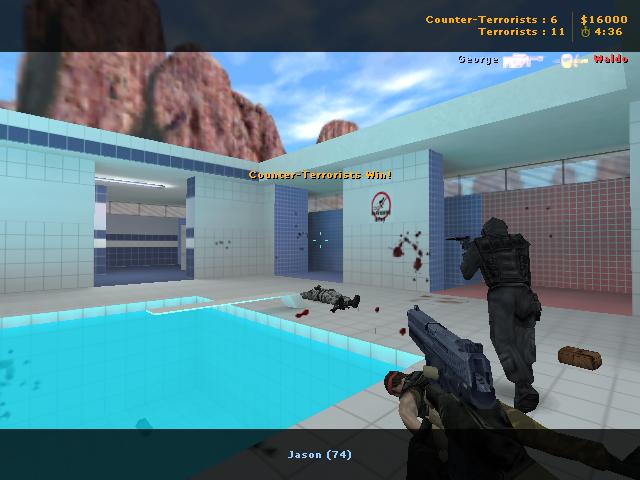 Counter-Terrorists : 6 $16000
Terrorists : 11 4:36
George Waldo
Counter-Terrorists Win!
Jason (74)